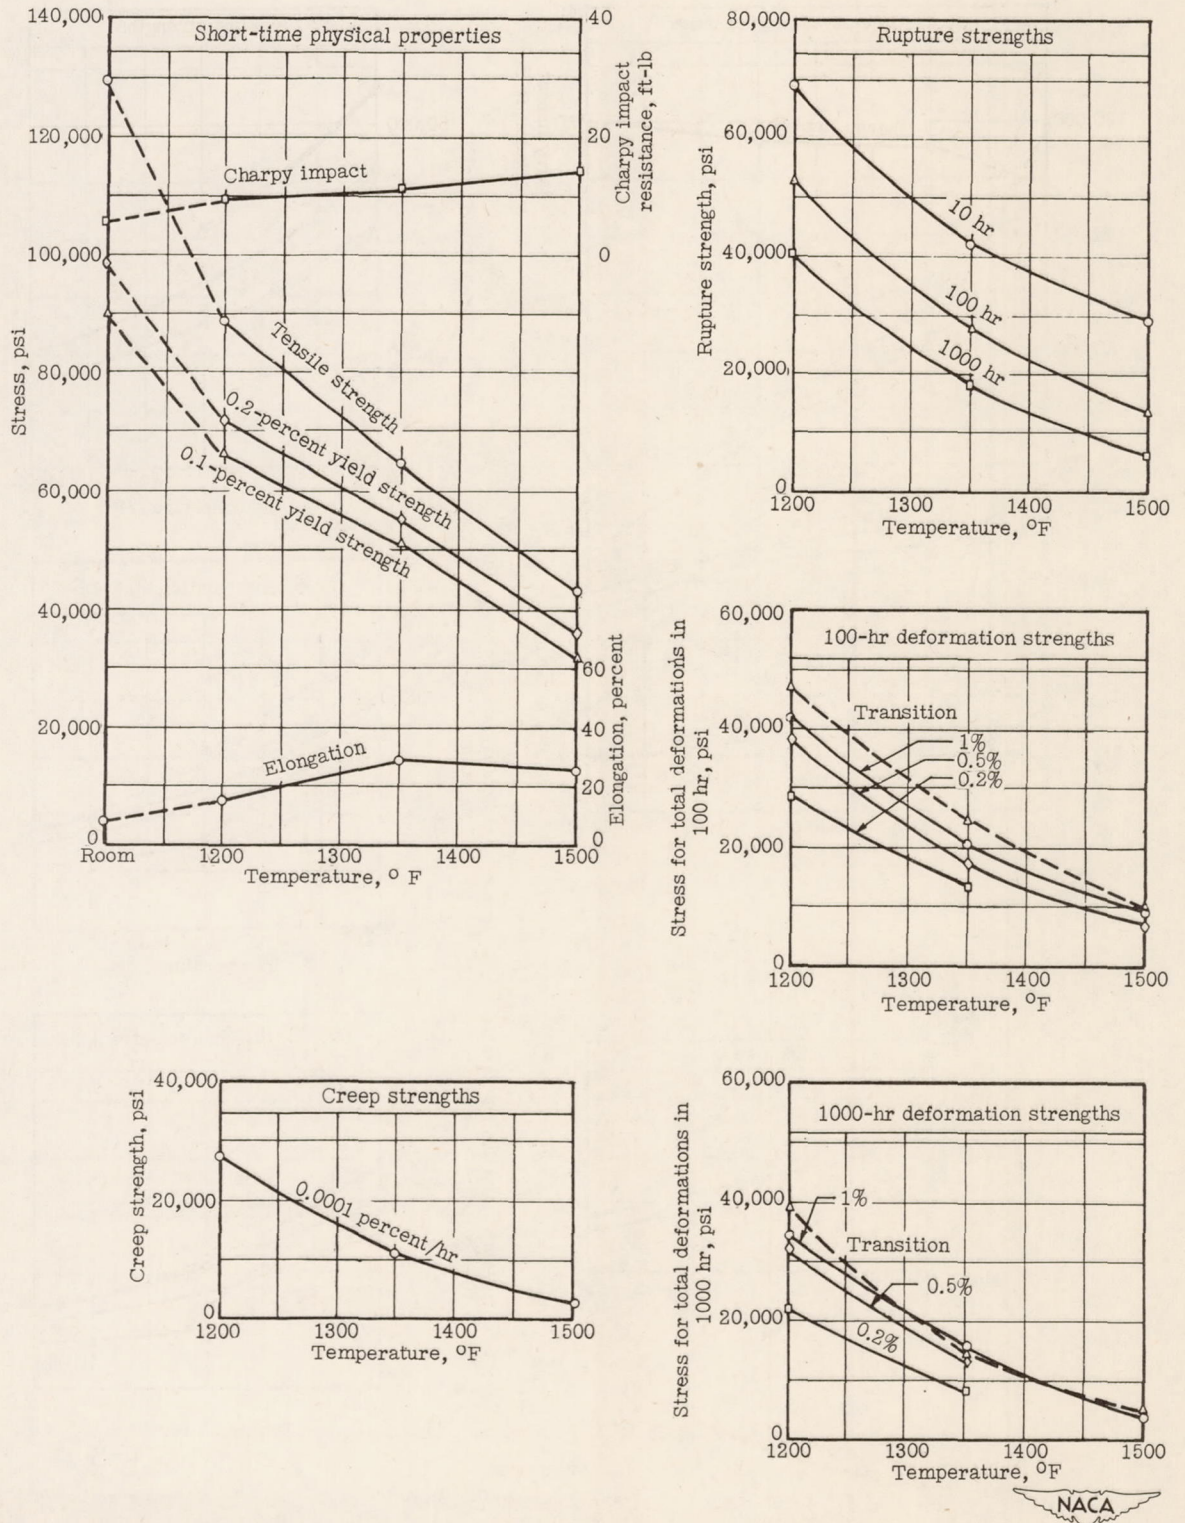 Short-time physical properties
140,000
120,000
100,000
80,000
60,000
40,000
20,000
0
Stress, psi
40
20
0
Charpy impact
resistance, ft-lb
60
40
20
0
Elongation, percent
Charpy impact
Tensile strength
0.2-percent yield strength
0.1-percent yield strength
Elongation
Room 1200 1300 1400 1500
Temperature, ° F
Rupture strengths
80,000
60,000
40,000
20,000
0
Rupture strength, psi
10 hr
100 hr
1000 hr
1200 1300 1400 1500
Temperature, °F
100-hr deformation strengths
60,000
40,000
20,000
0
Stress for total deformations in
100 hr, psi
Transition
1%
0.5%
0.2%
1200 1300 1400 1500
Temperature, °F
Creep strengths
40,000
20,000
0
Creep strength, psi
0.0001 percent/hr
1200 1300 1400 1500
Temperature, °F
1000-hr deformation strengths
60,000
40,000
20,000
0
Stress for total deformations in
1000 hr, psi
1%
Transition
0.5%
0.2%
1200 1300 1400 1500
Temperature, °F
NACA